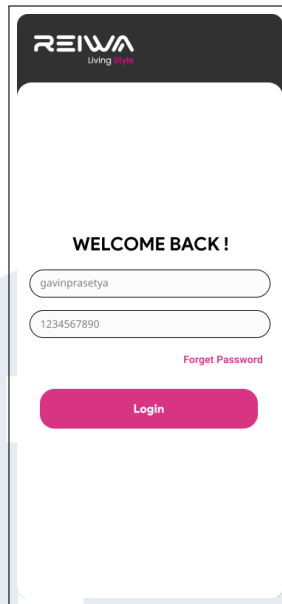 REIWA
Living Style
WELCOME BACK !
gavinprasetya
1234567890
Forget Password
Login